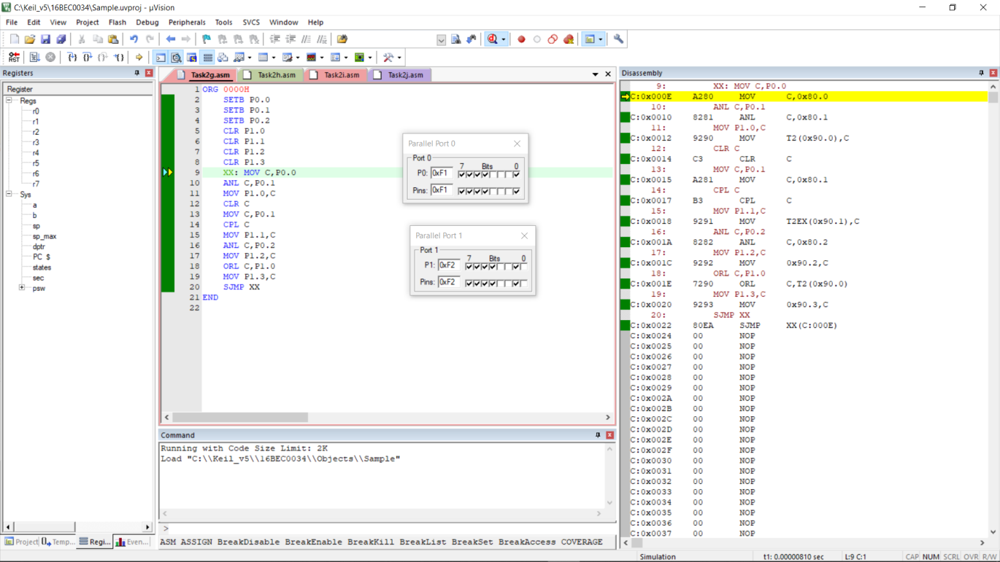 C:\Keil_v5\16BEC0034\Sample.uvproj - µVision
File Edit View Project Flash Debug Peripherals Tools SVCS Window Help
RST
Registers
Register
Regs
r0
r1
r2
r3
r4
r5
r6
r7
Sys
a
b
sp
sp_max
dptr
PC $
states
sec
psw
Project Temp... Regi... Even...
Task2g.asm Task2h.asm Task2i.asm Task2j.asm
1 ORG 0000H
2 SETB P0.0
3 SETB P0.1
4 SETB P0.2
5 CLR P1.0
6 CLR P1.1
7 CLR P1.2
8 CLR P1.3
9 XX: MOV C,P0.0
10 ANL C,P0.1
11 MOV P1.0,C
12 CLR C
13 MOV C,P0.1
14 CPL C
15 MOV P1.1,C
16 ANL C,P0.2
17 MOV P1.2,C
18 ORL C,P1.0
19 MOV P1.3,C
20 SJMP XX
21 END
22
Parallel Port 0
Port 0
7 Bits 0
P0: 0xF1
Pins: 0xF1
Parallel Port 1
Port 1
7 Bits 0
P1: 0xF2
Pins: 0xF2
Command
Running with Code Size Limit: 2K
Load "C:\\Keil_v5\\16BEC0034\\Objects\\Sample"
>
ASM ASSIGN BreakDisable BreakEnable BreakKill BreakList BreakSet BreakAccess COVERAGE
Disassembly
9: XX: MOV C,P0.0
C:0x000E A280 MOV C,0x80.0
10: ANL C,P0.1
C:0x0010 8281 ANL C,0x80.1
11: MOV P1.0,C
C:0x0012 9290 MOV T2(0x90.0),C
12: CLR C
C:0x0014 C3 CLR C
13: MOV C,P0.1
C:0x0015 A281 MOV C,0x80.1
14: CPL C
C:0x0017 B3 CPL C
15: MOV P1.1,C
C:0x0018 9291 MOV T2EX(0x90.1),C
16: ANL C,P0.2
C:0x001A 8282 ANL C,0x80.2
17: MOV P1.2,C
C:0x001C 9292 MOV 0x90.2,C
18: ORL C,P1.0
C:0x001E 7290 ORL C,T2(0x90.0)
19: MOV P1.3,C
C:0x0020 9293 MOV 0x90.3,C
20: SJMP XX
C:0x0022 80EA SJMP XX(C:000E)
C:0x0024 00 NOP
C:0x0025 00 NOP
C:0x0026 00 NOP
C:0x0027 00 NOP
C:0x0028 00 NOP
C:0x0029 00 NOP
C:0x002A 00 NOP
C:0x002B 00 NOP
C:0x002C 00 NOP
C:0x002D 00 NOP
C:0x002E 00 NOP
C:0x002F 00 NOP
C:0x0030 00 NOP
C:0x0031 00 NOP
C:0x0032 00 NOP
C:0x0033 00 NOP
C:0x0034 00 NOP
C:0x0035 00 NOP
C:0x0036 00 NOP
C:0x0037 00 NOP
Simulation t1: 0.00000810 sec L:9 C:1 CAP NUM SCRL OVR R/W